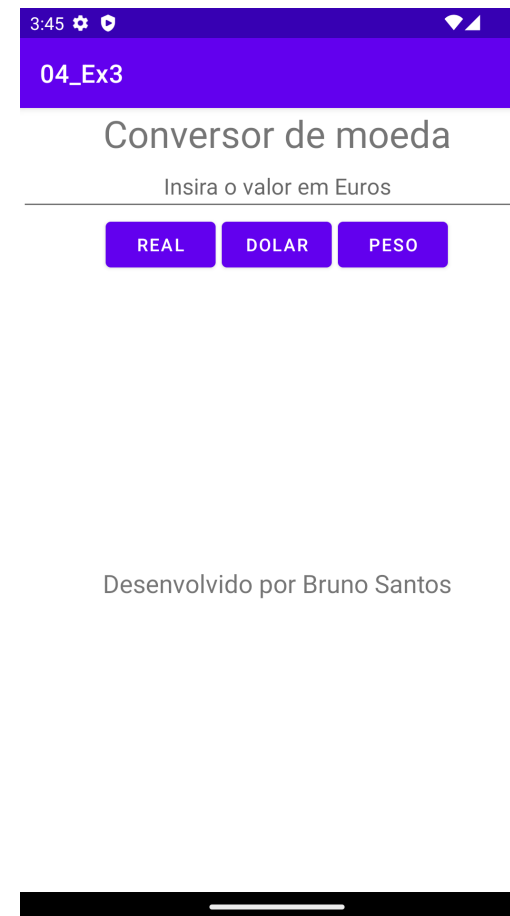 3:45
04_Ex3
Conversor de moeda
Insira o valor em Euros
REAL DOLAR PESO
Desenvolvido por Bruno Santos